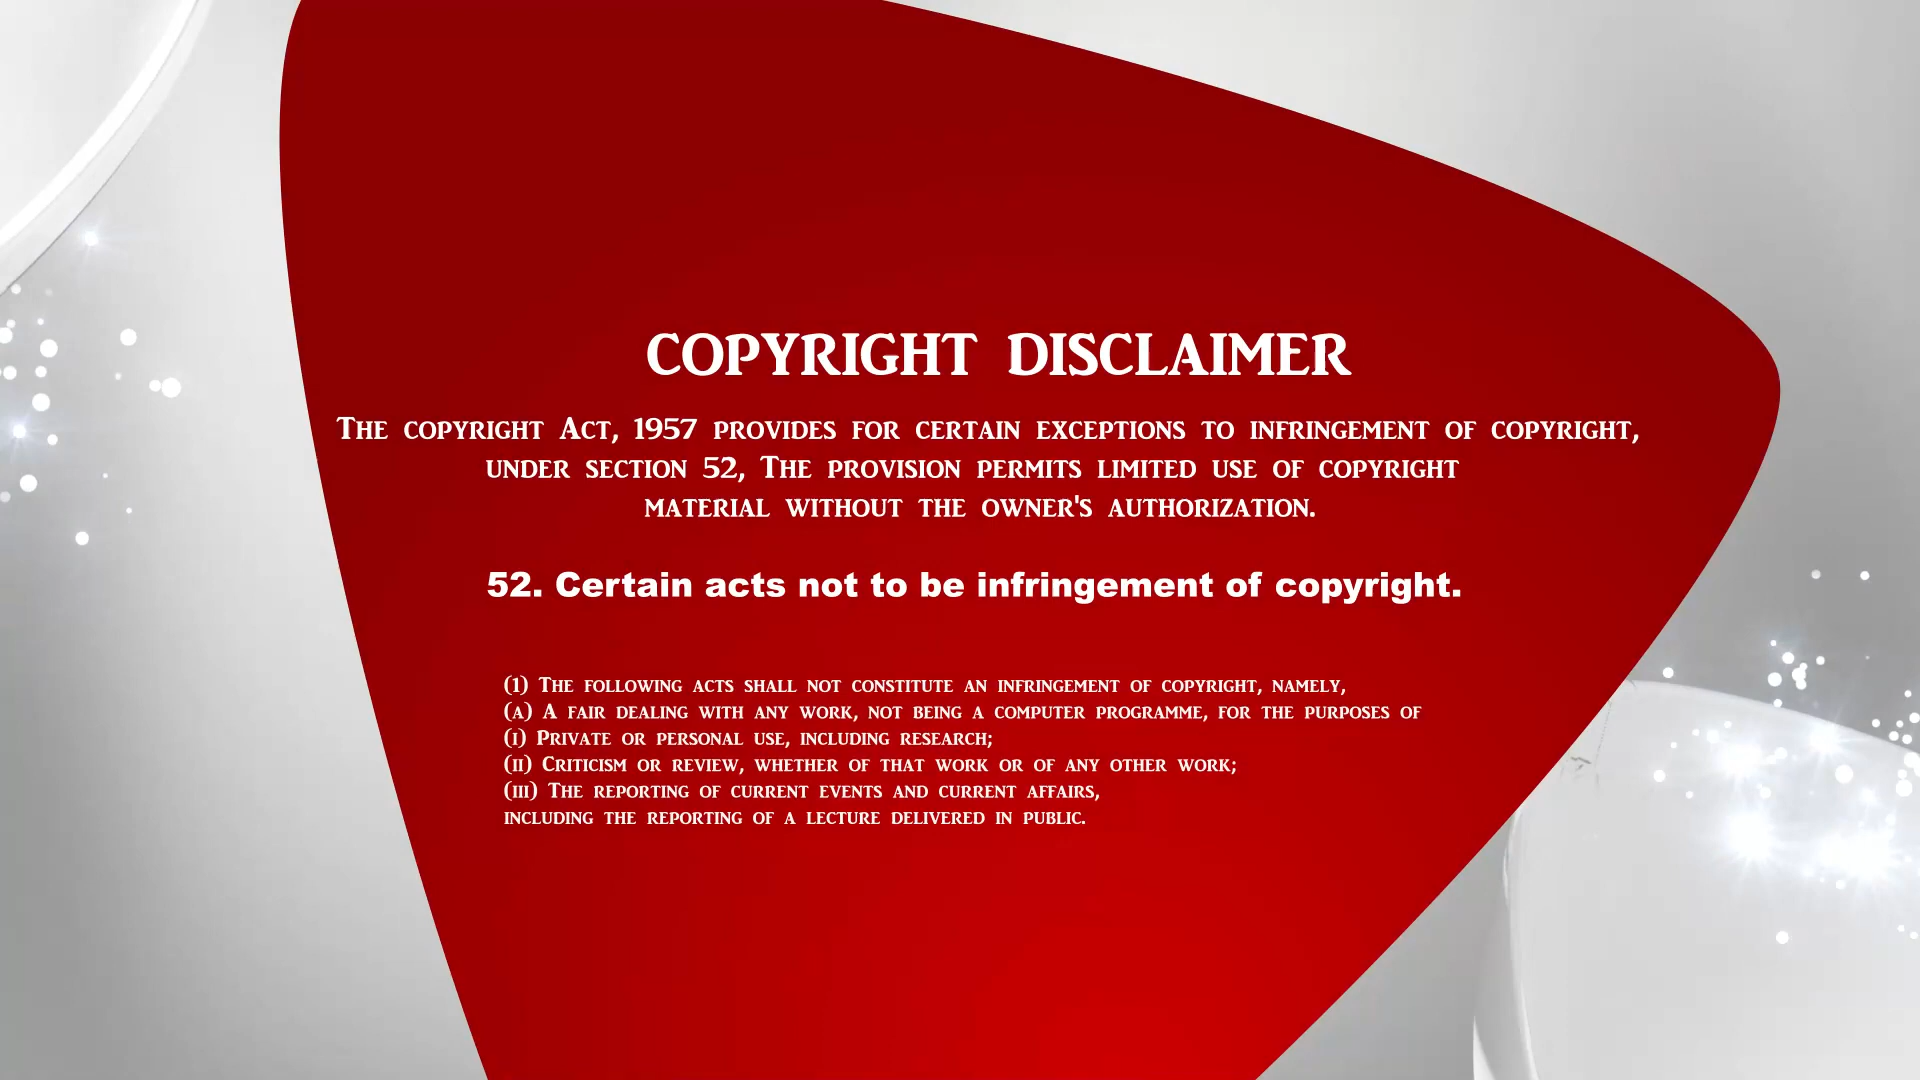 COPYRIGHT DISCLAIMER
The copyright Act, 1957 provides for certain exceptions to infringement of copyright,
under section 52, The provision permits limited use of copyright
material without the owner's authorization.
52. Certain acts not to be infringement of copyright.
(1) The following acts shall not constitute an infringement of copyright, namely,
(a) A fair dealing with any work, not being a computer programme, for the purposes of
(i) Private or personal use, including research;
(ii) Criticism or review, whether of that work or of any other work;
(iii) The reporting of current events and current affairs,
including the reporting of a lecture delivered in public.